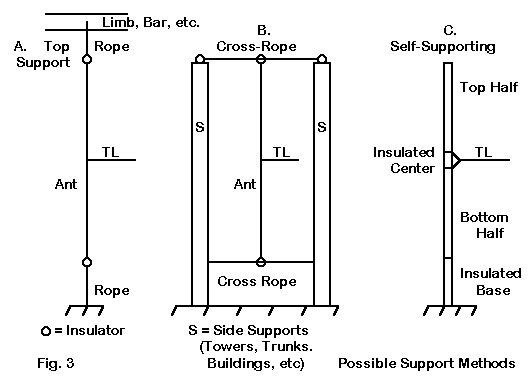 Limb, Bar, etc.
A. Top Support
Rope
TL
Ant
Rope
O = Insulator
Fig. 3
B.
Cross-Rope
S
S
TL
Ant
Cross Rope
S = Side Supports
(Towers, Trunks.
Buildings, etc)
C.
Self-Supporting
Top Half
Insulated
Center
TL
Bottom
Half
Insulated
Base
Possible Support Methods